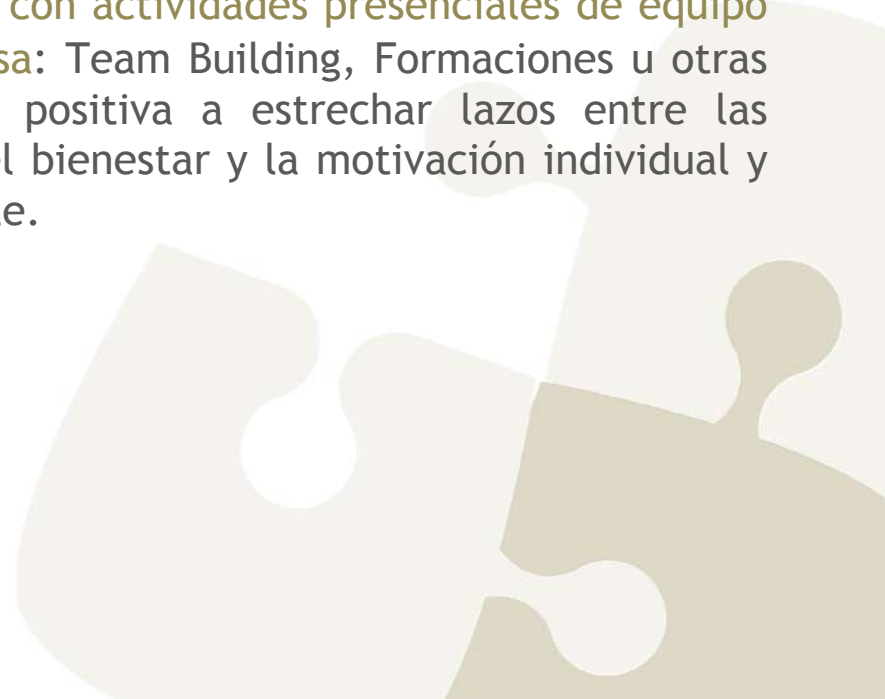 con actividades presenciales de equipo
sa: Team Building, Formaciones u otras
positiva a estrechar lazos entre las
l bienestar y la motivación individual y
e.